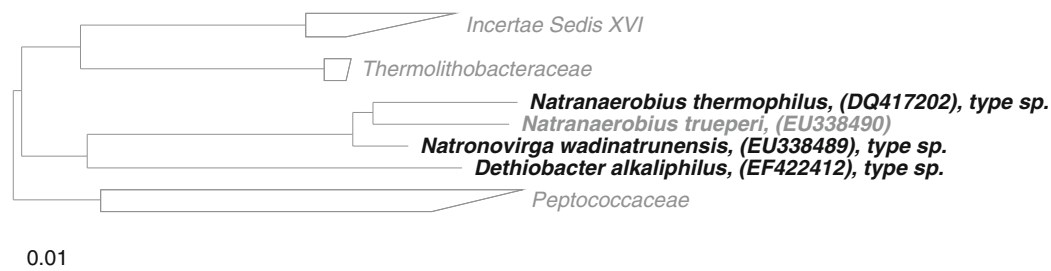 Incertae Sedis XVI
Thermolithobacteraceae
Natranaerobius thermophilus, (DQ417202), type sp.
Natranaerobius trueperi, (EU338490)
Natronovirga wadinatrunensis, (EU338489), type sp.
Dethiobacter alkaliphilus, (EF422412), type sp.
Peptococcaceae
0.01